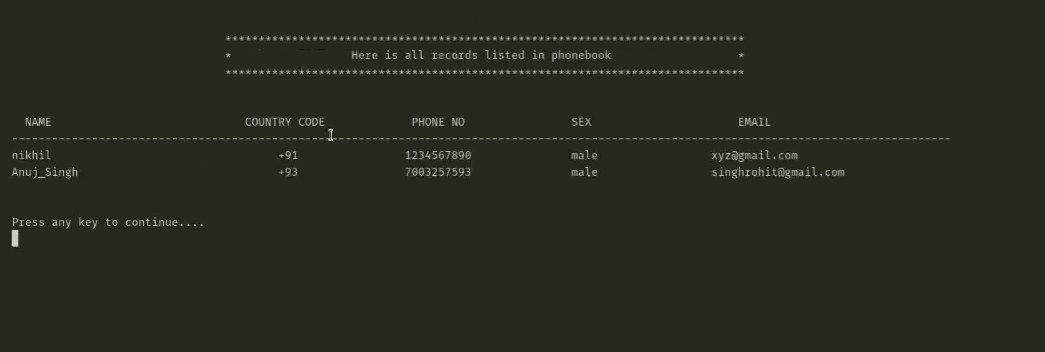 ******************************************************************************
* Here is all records listed in phonebook *
******************************************************************************
NAME COUNTRY CODE PHONE NO SEX EMAIL
---------------------------------------------------------------------------------------------------------------------------------------------
nikhil +91 1234567890 male xyz@gmail.com
Anuj_Singh +93 7003257593 male singhrohit@gmail.com
Press any key to continue....